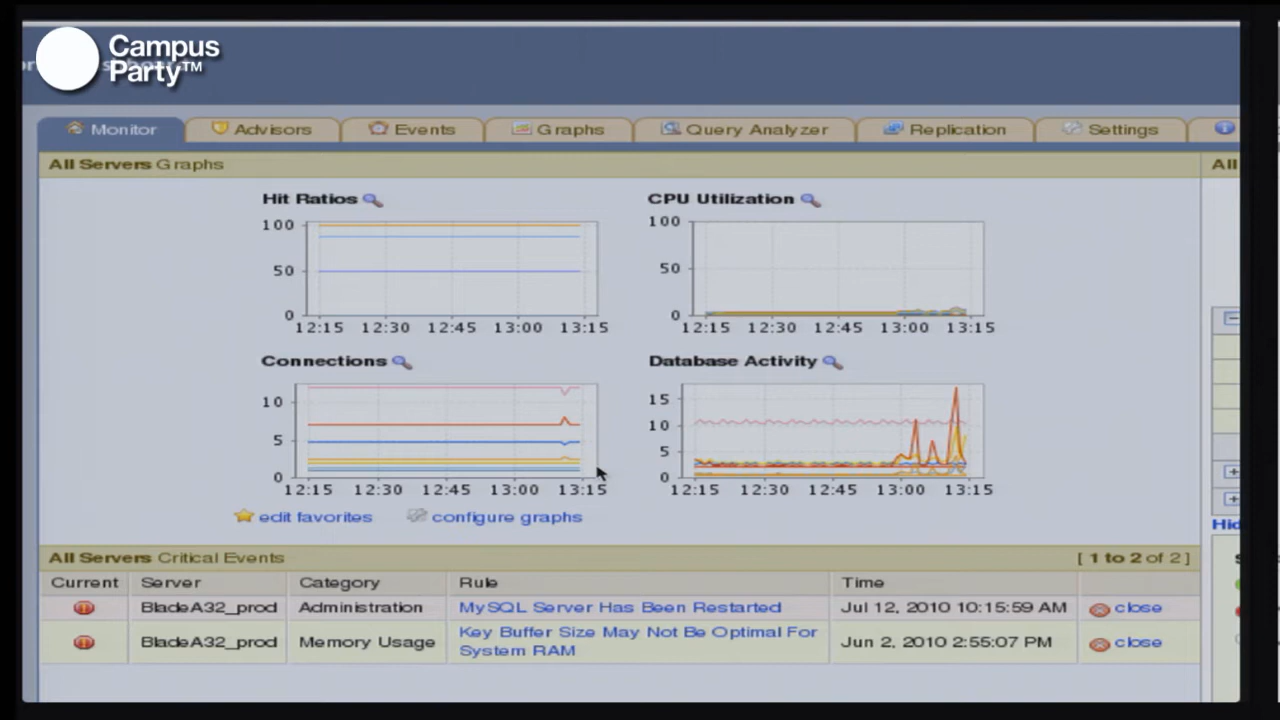 Campus
Party™
Monitor
Advisors
Events
Graphs
Query Analyzer
Replication
Settings
All Servers Graphs
All
Hit Ratios
100
50
0
12:15 12:30 12:45 13:00 13:15
CPU Utilization
100
50
0
12:15 12:30 12:45 13:00 13:15
Connections
10
5
0
12:15 12:30 12:45 13:00 13:15
Database Activity
15
10
5
0
12:15 12:30 12:45 13:00 13:15
edit favorites
configure graphs
Hid
All Servers Critical Events
[ 1 to 2 of 2 ]
Current Server Category Rule Time
BladeA32_prod Administration MySQL Server Has Been Restarted Jul 12, 2010 10:15:59 AM close
BladeA32_prod Memory Usage Key Buffer Size May Not Be Optimal For System RAM Jun 2, 2010 2:55:07 PM close